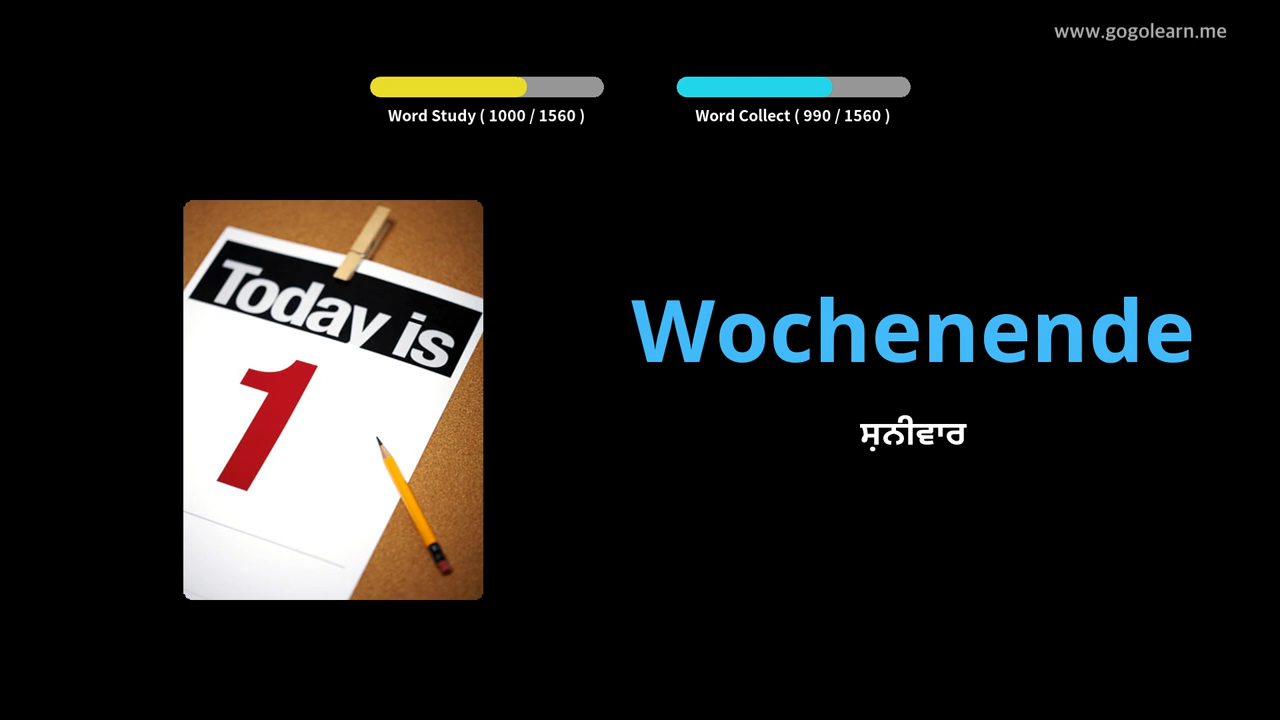 www.gogolearn.me
Word Study ( 1000 / 1560 )
Word Collect ( 990 / 1560 )
Today is
1
Wochenende
ਸ਼ਨੀਵਾਰ